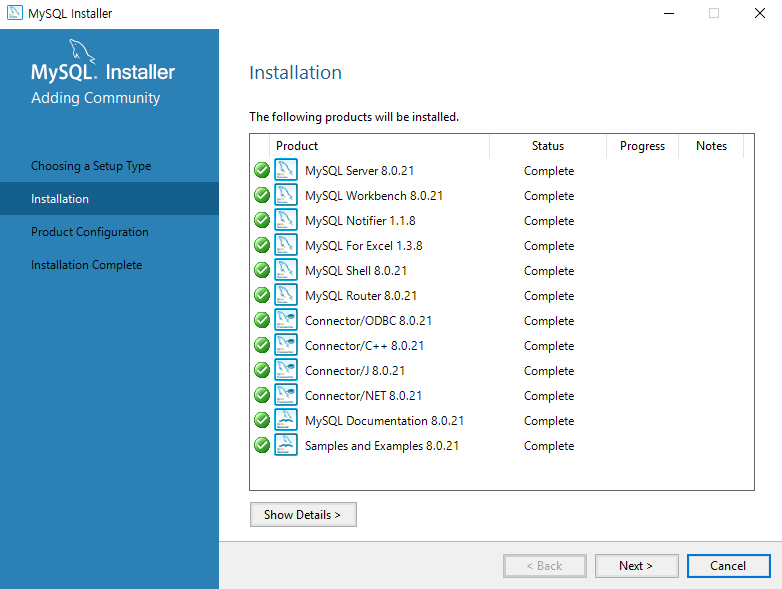 MySQL Installer
MySQL. Installer
Adding Community
Choosing a Setup Type
Installation
Product Configuration
Installation Complete
Installation
The following products will be installed.
Product Status Progress Notes
MySQL Server 8.0.21 Complete
MySQL Workbench 8.0.21 Complete
MySQL Notifier 1.1.8 Complete
MySQL For Excel 1.3.8 Complete
MySQL Shell 8.0.21 Complete
MySQL Router 8.0.21 Complete
Connector/ODBC 8.0.21 Complete
Connector/C++ 8.0.21 Complete
Connector/J 8.0.21 Complete
Connector/NET 8.0.21 Complete
MySQL Documentation 8.0.21 Complete
Samples and Examples 8.0.21 Complete
Show Details >
< Back Next > Cancel